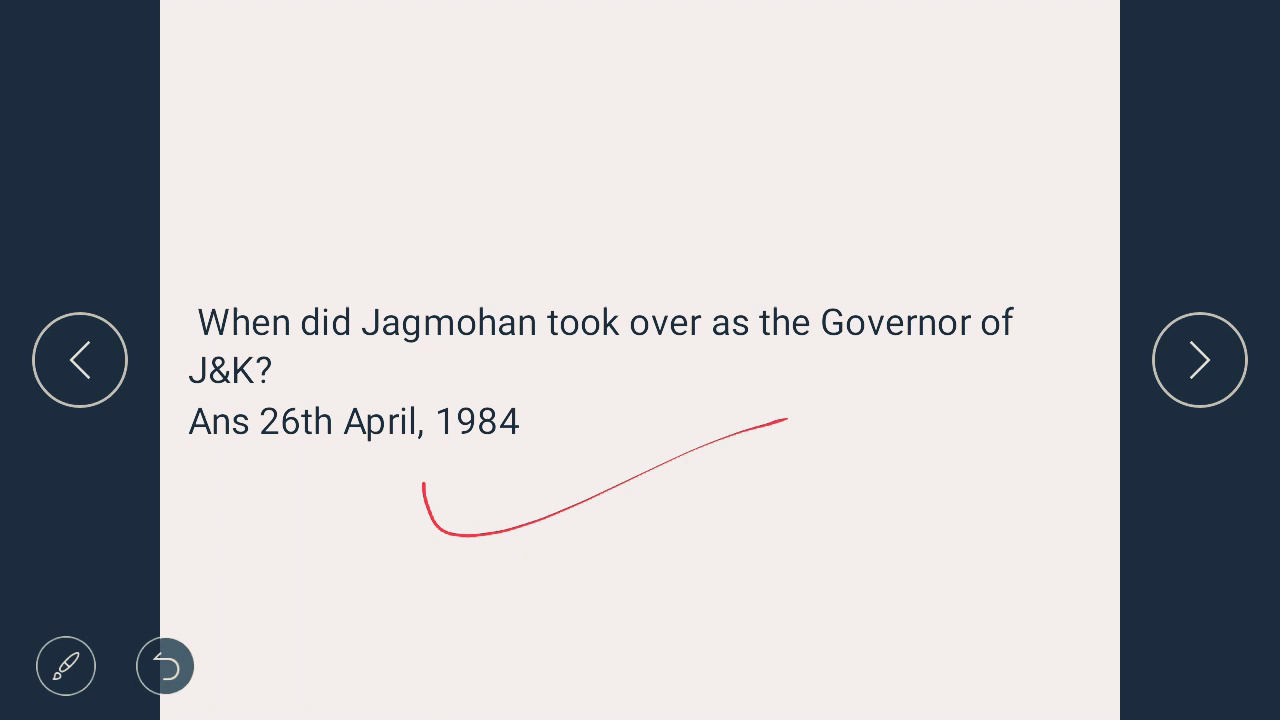 When did Jagmohan took over as the Governor of
J&K?
Ans 26th April, 1984